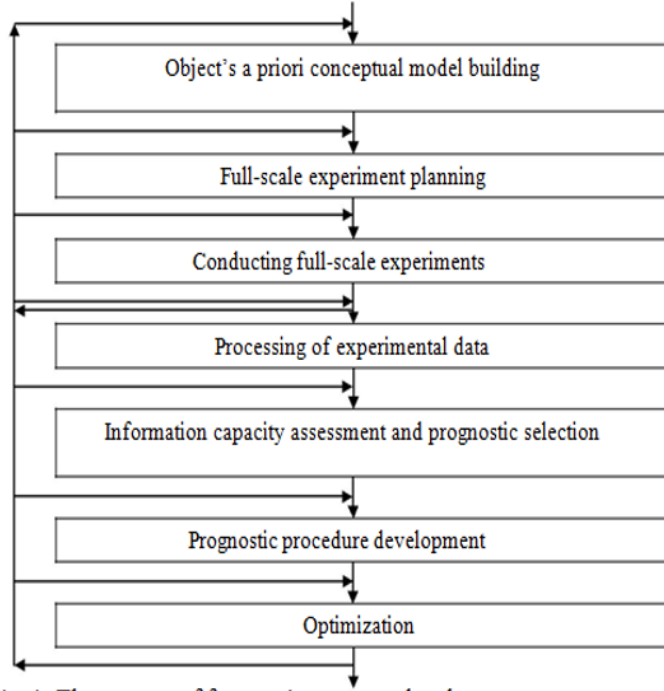 Object's a priori conceptual model building
Full-scale experiment planning
Conducting full-scale experiments
Processing of experimental data
Information capacity assessment and prognostic selection
Prognostic procedure development
Optimization